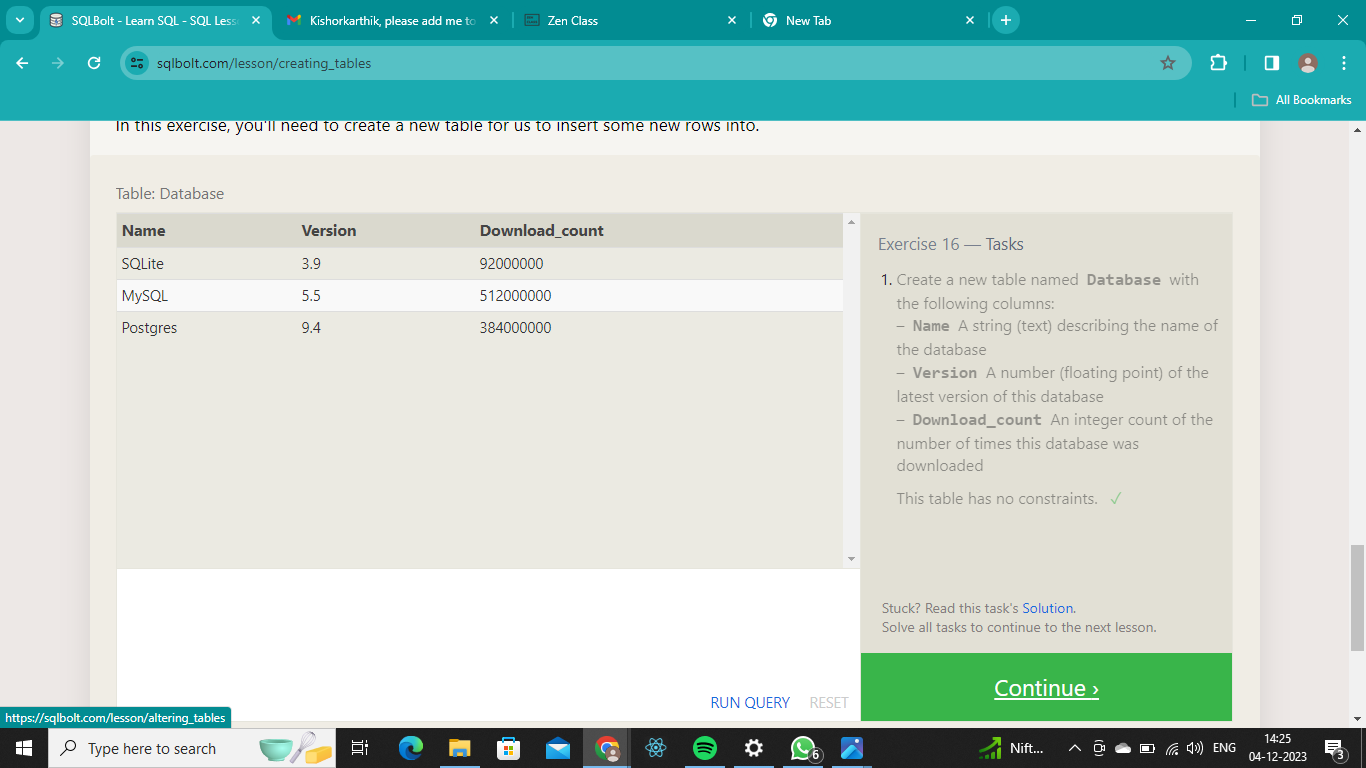 SQLBolt - Learn SQL - SQL Less
Kishorkarthik, please add me to
Zen Class
New Tab
sqlbolt.com/lesson/creating_tables
All Bookmarks
In this exercise, you'll need to create a new table for us to insert some new rows into.
Table: Database
Name Version Download_count
SQLite 3.9 92000000
MySQL 5.5 512000000
Postgres 9.4 384000000
Exercise 16 — Tasks
1. Create a new table named Database with
the following columns:
– Name A string (text) describing the name of
the database
– Version A number (floating point) of the
latest version of this database
– Download_count An integer count of the
number of times this database was
downloaded
This table has no constraints. ✓
Stuck? Read this task's Solution.
Solve all tasks to continue to the next lesson.
RUN QUERY RESET
Continue ›
https://sqlbolt.com/lesson/altering_tables
Type here to search
6
Nift...
ENG
14:25
04-12-2023
3